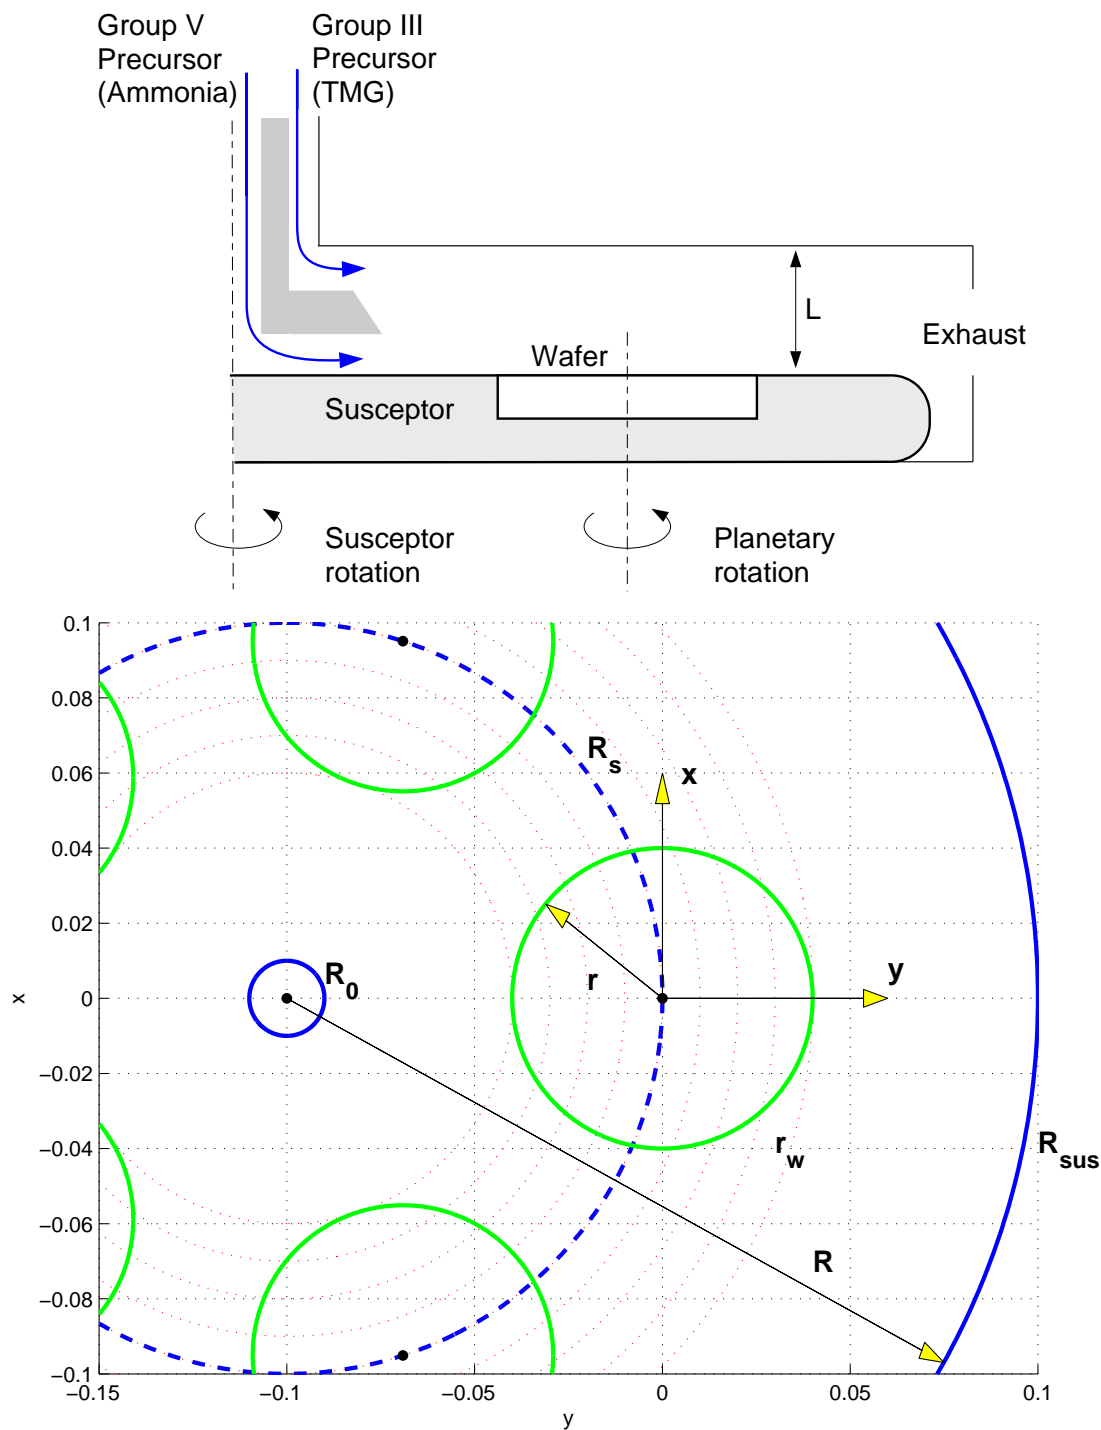 Group V
Precursor
(Ammonia)
Group III
Precursor
(TMG)
L
Exhaust
Wafer
Susceptor
Susceptor
rotation
Planetary
rotation
0.1
0.08
0.06
0.04
0.02
0
−0.02
−0.04
−0.06
−0.08
−0.1
x
R_s
x
R_0
r
y
r_w
R_sus
R
−0.15
−0.1
−0.05
0
0.05
0.1
y